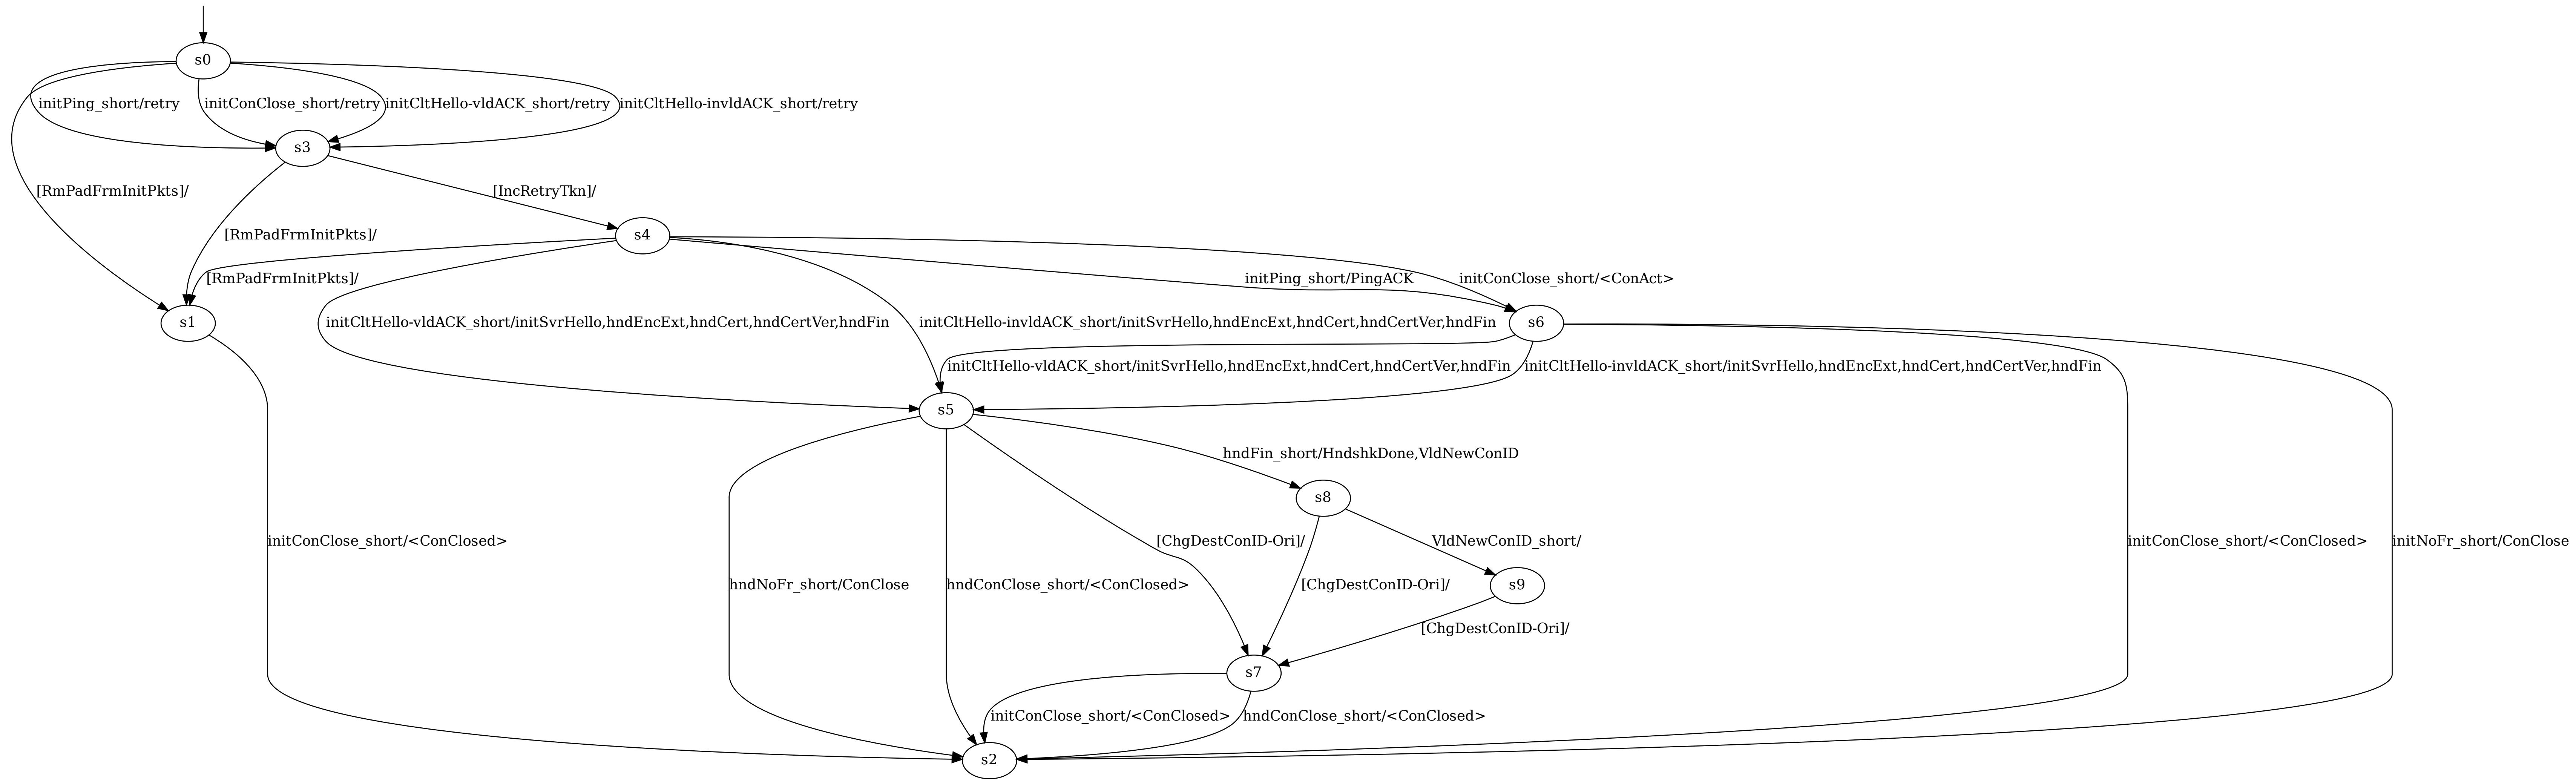 s0
initPing_short/retry
initConClose_short/retry
initCltHello-vldACK_short/retry
initCltHello-invldACK_short/retry
s3
[RmPadFrmInitPkts]/
[IncRetryTkn]/
[RmPadFrmInitPkts]/
s4
[RmPadFrmInitPkts]/
initPing_short/PingACK
initConClose_short/<ConAct>
s1
initCltHello-vldACK_short/initSvrHello,hndEncExt,hndCert,hndCertVer,hndFin
initCltHello-invldACK_short/initSvrHello,hndEncExt,hndCert,hndCertVer,hndFin
s6
initCltHello-vldACK_short/initSvrHello,hndEncExt,hndCert,hndCertVer,hndFin
initCltHello-invldACK_short/initSvrHello,hndEncExt,hndCert,hndCertVer,hndFin
s5
hndFin_short/HndshkDone,VldNewConID
s8
initConClose_short/<ConClosed>
[ChgDestConID-Ori]/
VldNewConID_short/
initConClose_short/<ConClosed>
initNoFr_short/ConClose
hndNoFr_short/ConClose
hndConClose_short/<ConClosed>
[ChgDestConID-Ori]/
s9
[ChgDestConID-Ori]/
s7
initConClose_short/<ConClosed>
hndConClose_short/<ConClosed>
s2